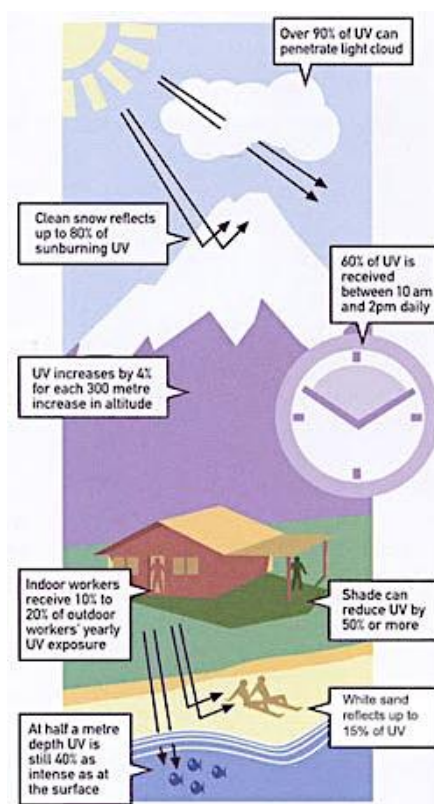 Over 90% of UV can
penetrate light cloud
Clean snow reflects
up to 80% of
sunburning UV
60% of UV is
received
between 10 am
and 2pm daily
UV increases by 4%
for each 300 metre
increase in altitude
Indoor workers
receive 10% to
20% of outdoor
workers' yearly
UV exposure
Shade can
reduce UV by
50% or more
White sand
reflects up to
15% of UV
At half a metre
depth UV is
still 40% as
intense as at
the surface